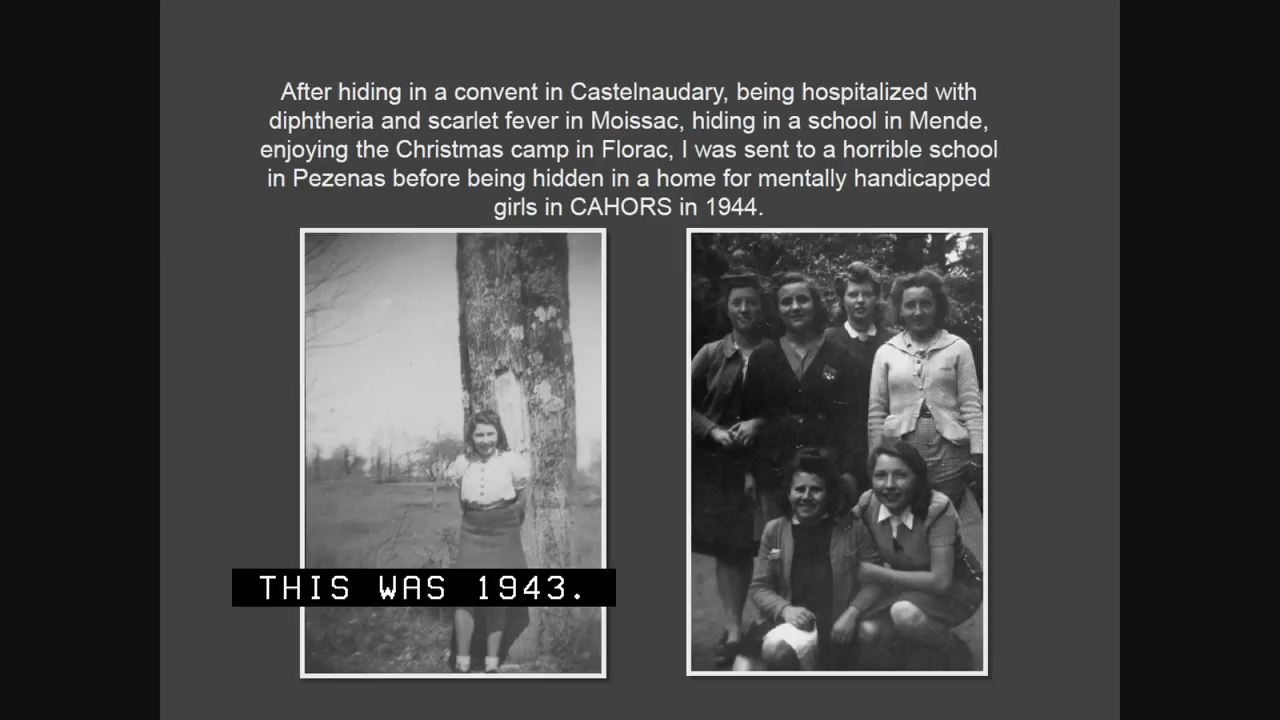 After hiding in a convent in Castelnaudary, being hospitalized with
diphtheria and scarlet fever in Moissac, hiding in a school in Mende,
enjoying the Christmas camp in Florac, I was sent to a horrible school
in Pezenas before being hidden in a home for mentally handicapped
girls in CAHORS in 1944.
THIS WAS 1943.